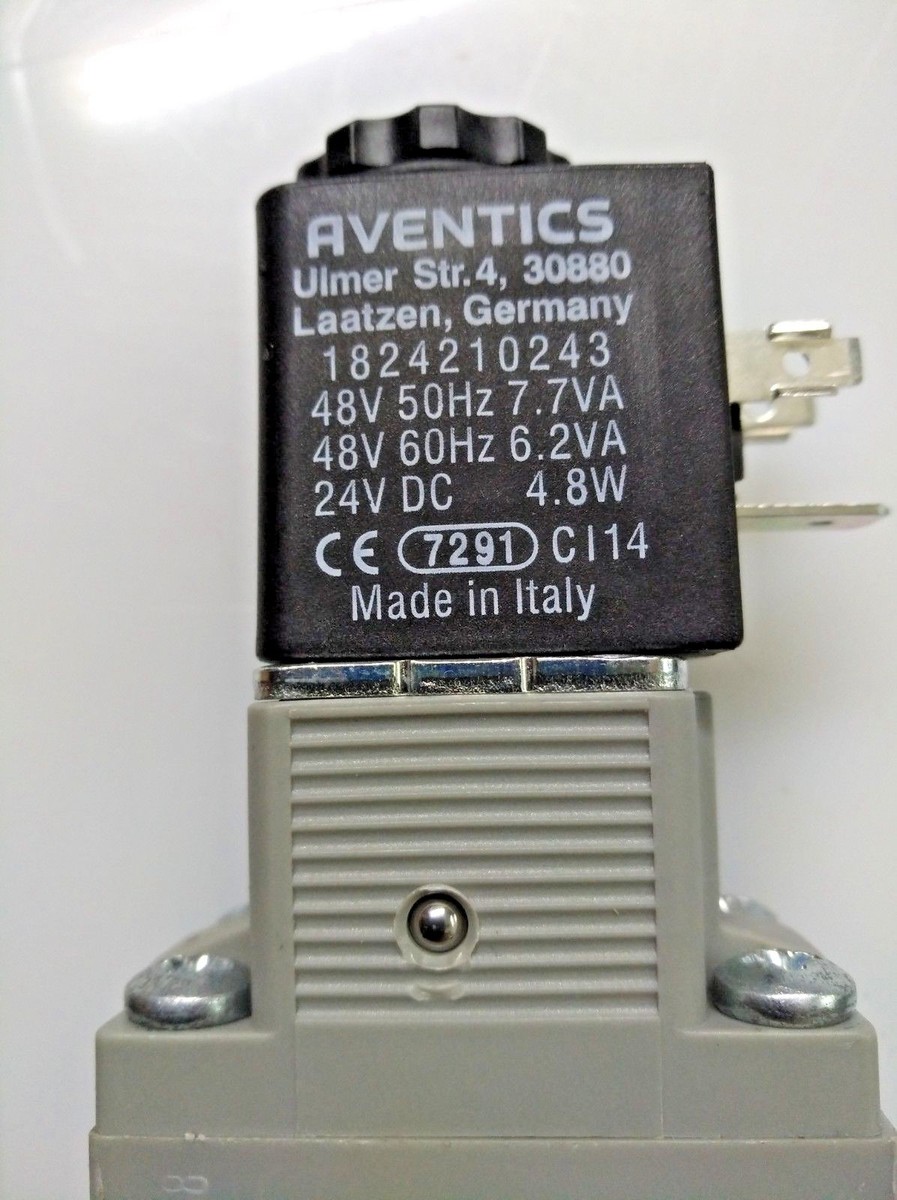 AVENTICS
Ulmer Str.4, 30880
Laatzen, Germany
1824210243
48V 50Hz 7.7VA
48V 60Hz 6.2VA
24V DC 4.8W
CE 7291 CI14
Made in Italy
8